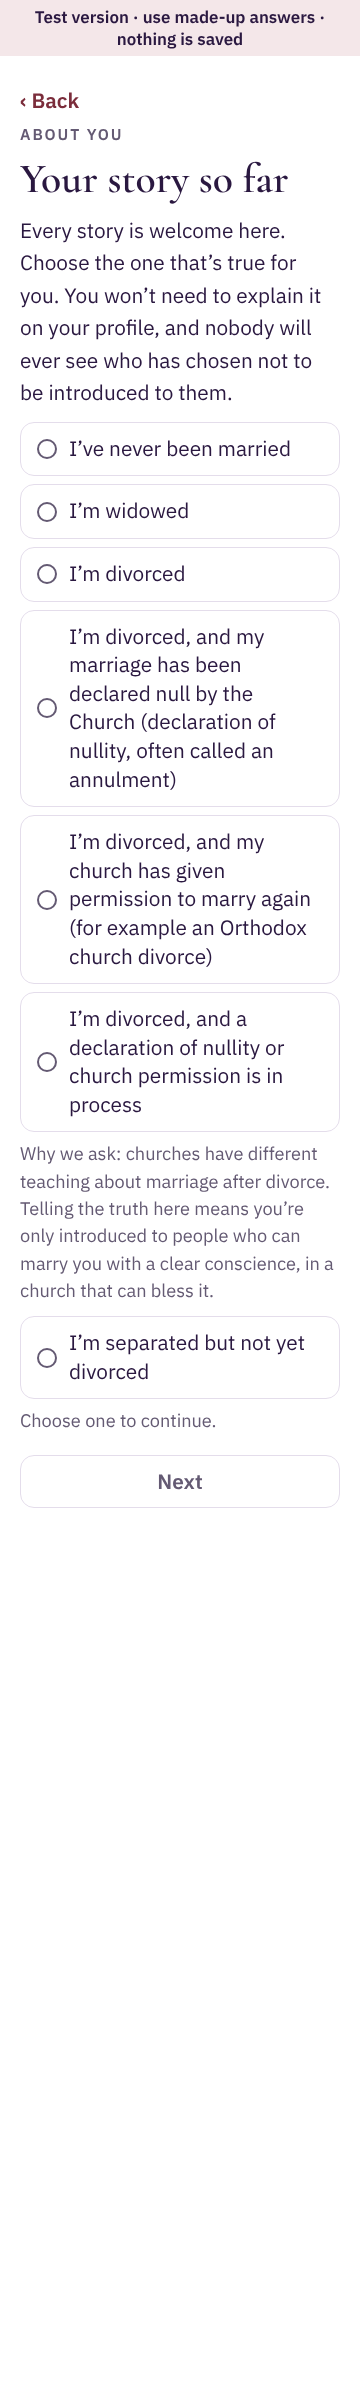 Test version · use made-up answers ·
nothing is saved
‹ Back
ABOUT YOU
Your story so far
Every story is welcome here.
Choose the one that’s true for
you. You won’t need to explain it
on your profile, and nobody will
ever see who has chosen not to
be introduced to them.
I’ve never been married
I’m widowed
I’m divorced
I’m divorced, and my
marriage has been
declared null by the
Church (declaration of
nullity, often called an
annulment)
I’m divorced, and my
church has given
permission to marry again
(for example an Orthodox
church divorce)
I’m divorced, and a
declaration of nullity or
church permission is in
process
Why we ask: churches have different
teaching about marriage after divorce.
Telling the truth here means you’re
only introduced to people who can
marry you with a clear conscience, in a
church that can bless it.
I’m separated but not yet
divorced
Choose one to continue.
Next